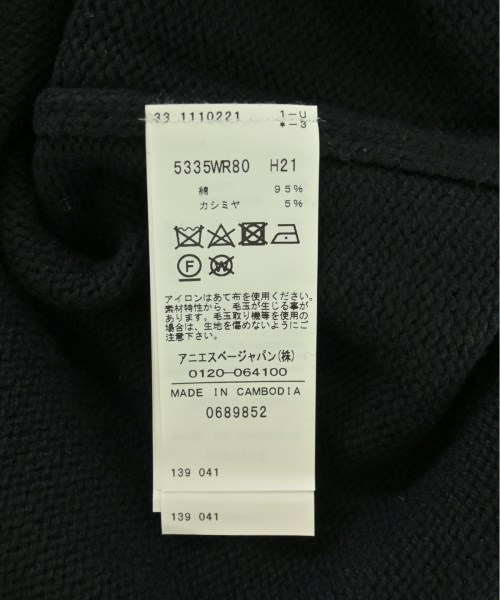 33 1110221 1-U
*-3
5335WR80 H21
綿 95%
カシミヤ 5%
F W
アイロンはあて布を使用ください。
素材特性から、毛玉が生じる事が
あります。毛玉取り機等を使用の
場合は、生地を傷めないようにご
注意下さい。
アニエスベージャパン(株)
0120-064100
MADE IN CAMBODIA
0689852
139 041
139 041